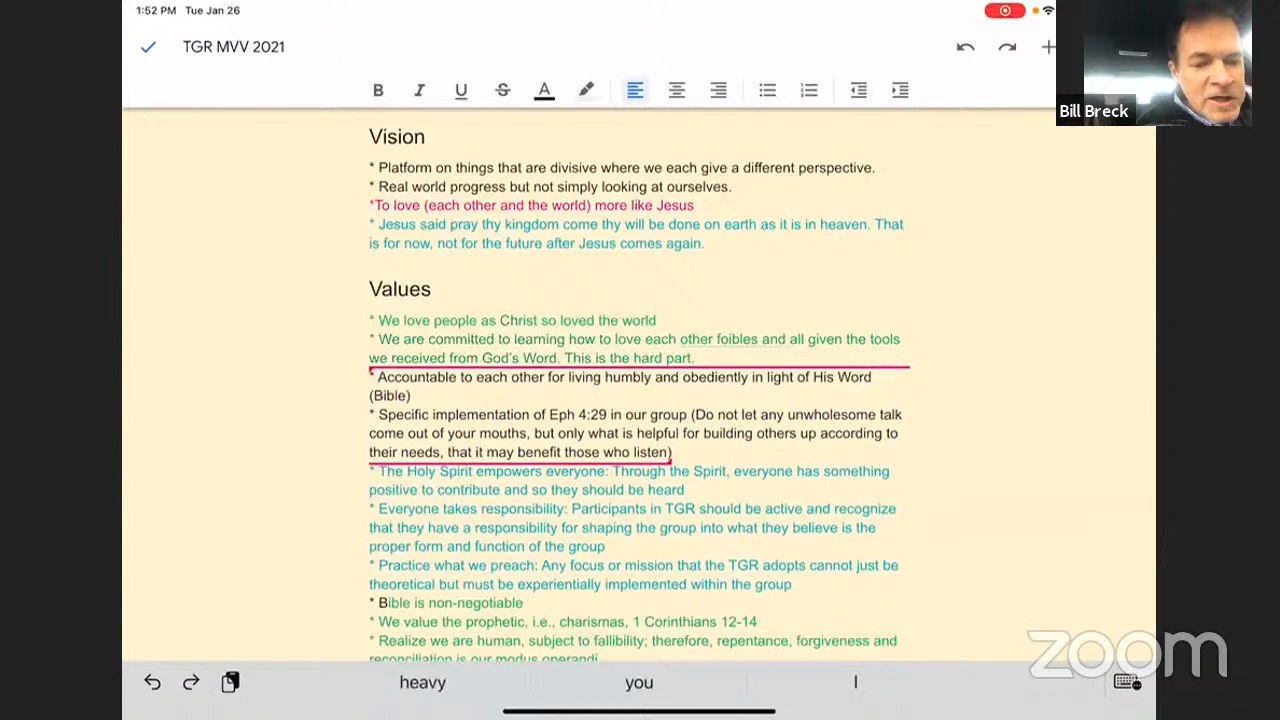 1:52 PM Tue Jan 26
TGR MVV 2021
Bill Breck
Vision
* Platform on things that are divisive where we each give a different perspective.
* Real world progress but not simply looking at ourselves.
*To love (each other and the world) more like Jesus
* Jesus said pray thy kingdom come thy will be done on earth as it is in heaven. That
is for now, not for the future after Jesus comes again.
Values
* We love people as Christ so loved the world
* We are committed to learning how to love each other foibles and all given the tools
we received from God's Word. This is the hard part.
* Accountable to each other for living humbly and obediently in light of His Word
(Bible)
* Specific implementation of Eph 4:29 in our group (Do not let any unwholesome talk
come out of your mouths, but only what is helpful for building others up according to
their needs, that it may benefit those who listen)
* The Holy Spirit empowers everyone: Through the Spirit, everyone has something
positive to contribute and so they should be heard
* Everyone takes responsibility: Participants in TGR should be active and recognize
that they have a responsibility for shaping the group into what they believe is the
proper form and function of the group
* Practice what we preach: Any focus or mission that the TGR adopts cannot just be
theoretical but must be experientially implemented within the group
* Bible is non-negotiable
* We value the prophetic, i.e., charismas, 1 Corinthians 12-14
* Realize we are human, subject to fallibility; therefore, repentance, forgiveness and
reconciliation is our modus operandi
zoom
heavy you I